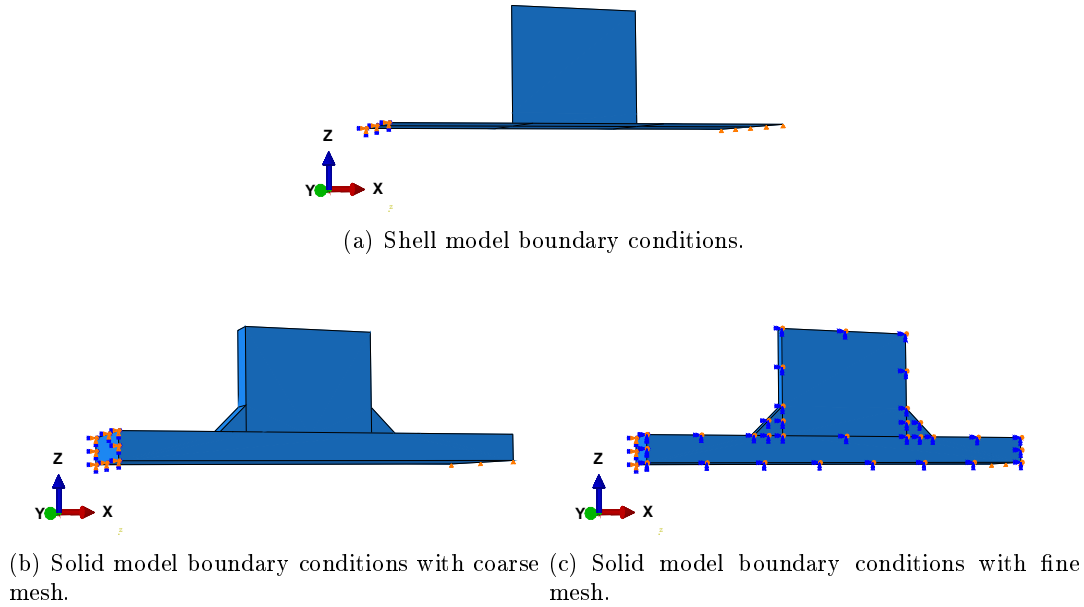 Z
Y X
(a) Shell model boundary conditions.
Z
Y X
Z
Y X
(b) Solid model boundary conditions with coarse
mesh.
(c) Solid model boundary conditions with fine
mesh.